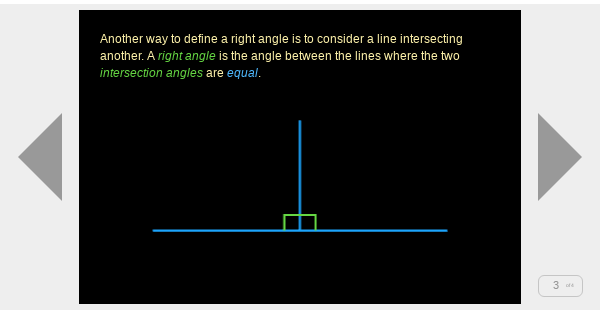 Another way to define a right angle is to consider a line intersecting
another. A right angle is the angle between the lines where the two
intersection angles are equal.
3